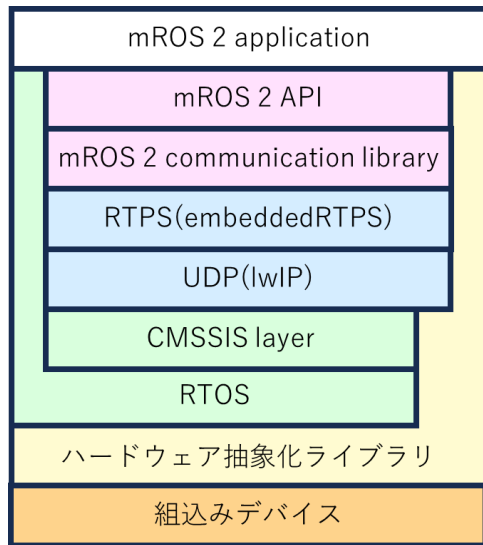 mROS 2 application
mROS 2 API
mROS 2 communication library
RTPS(embeddedRTPS)
UDP(lwIP)
CMSSIS layer
RTOS
ハードウェア抽象化ライブラリ
組込みデバイス